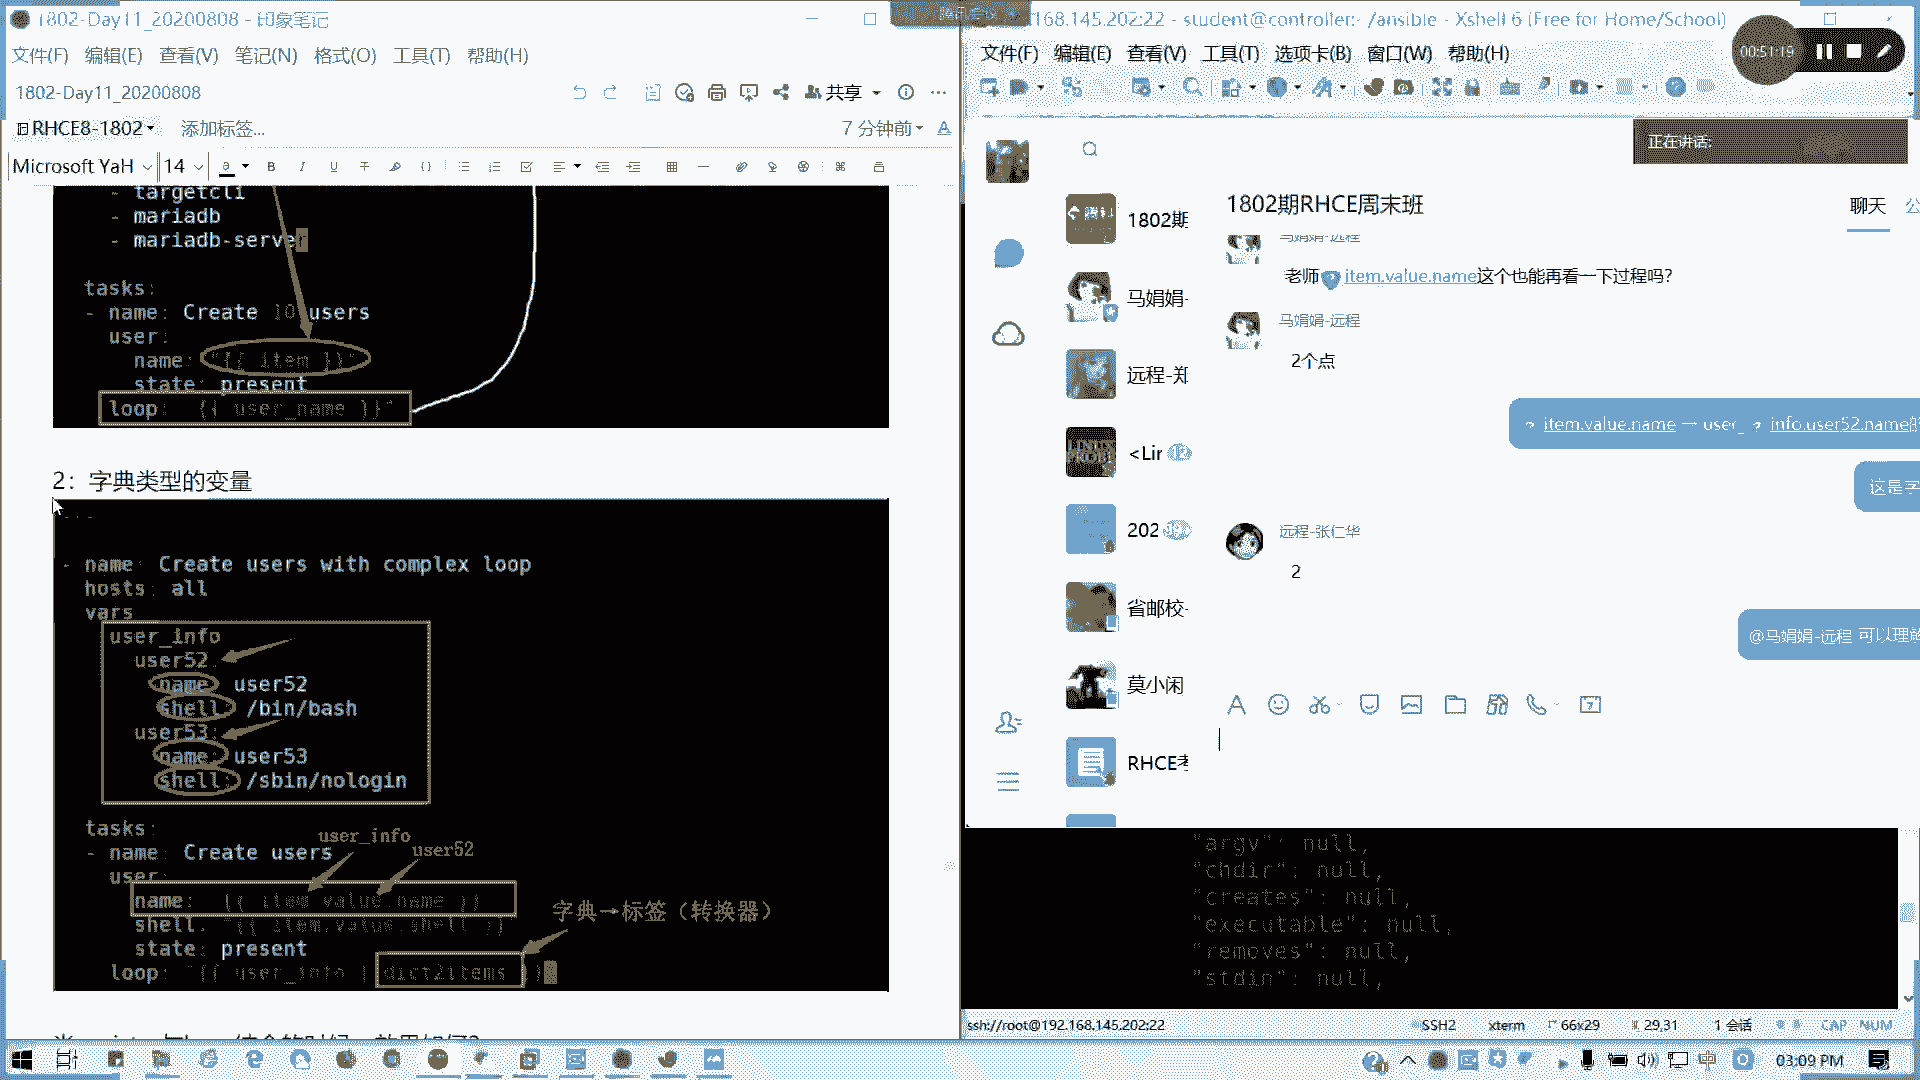 1802-Day11_20200808 - 印象笔记
文件(F) 编辑(E) 查看(V) 笔记(N) 格式(O) 工具(T) 帮助(H)
1802-Day11_20200808
共享
RHCE8-1802
添加标签...
7 分钟前
Microsoft YaH
14
- targetcli
- mariadb
- mariadb-server
tasks:
- name: Create 10 users
user:
name: "{{ item }}"
state: present
loop: "{{ user_name }}"
2：字典类型的变量
- name: Create users with complex loop
hosts: all
vars:
user_info:
user52:
name: user52
shell: /bin/bash
user53:
name: user53
shell: /sbin/nologin
tasks:
user_info
- name: Create users
user52
user:
name: "{{ item.value.name }}"
字典→标签（转换器）
shell: "{{ item.value.shell }}"
state: present
loop: "{{ user_info | dict2items }}"
168.145.202:22 - student@controller:~/ansible - Xshell 6 (Free for Home/School)
文件(F) 编辑(E) 查看(V) 工具(T) 选项卡(B) 窗口(W) 帮助(H)
00:51:19
正在讲话:
1802期
马娟娟-
远程-郑
<Lir
202
省邮校-
莫小闲
RHCE考
1802期RHCE周末班
聊天
公
马娟娟-远程
老师 item.value.name这个也能再看一下过程吗？
马娟娟-远程
2个点
item.value.name → user_ info.user52.name的
这是字
远程-张仁华
2
@马娟娟-远程 可以理解
"argv": null,
"chdir": null,
"creates": null,
"executable": null,
"removes": null,
"stdin": null,
ssh://root@192.168.145.202:22
SSH2
xterm
66x29
29,31
1 会话
CAP NUM
中
03:09 PM